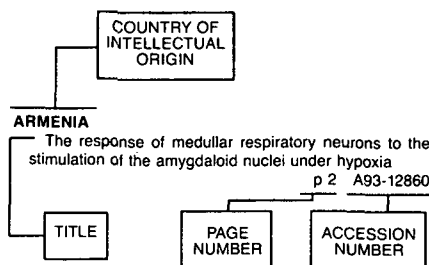 COUNTRY OF
INTELLECTUAL
ORIGIN
ARMENIA
The response of medullar respiratory neurons to the
stimulation of the amygdaloid nuclei under hypoxia
p 2 A93-12860
TITLE
PAGE
NUMBER
ACCESSION
NUMBER